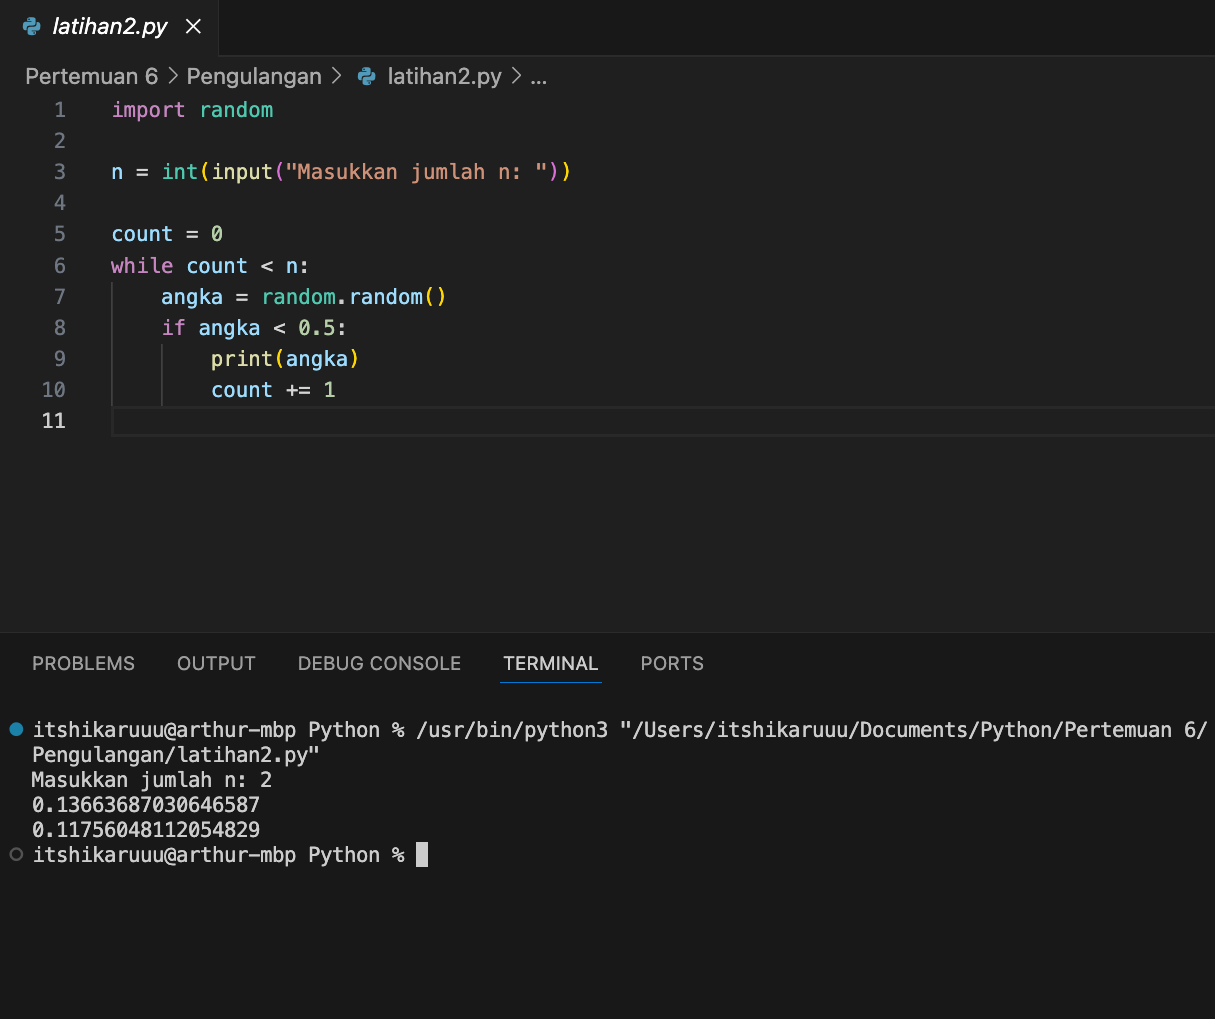 latihan2.py
Pertemuan 6 > Pengulangan > latihan2.py > ...
1 import random
2
3 n = int(input("Masukkan jumlah n: "))
4
5 count = 0
6 while count < n:
7     angka = random.random()
8     if angka < 0.5:
9         print(angka)
10         count += 1
11
PROBLEMS OUTPUT DEBUG CONSOLE TERMINAL PORTS
itshikaruuu@arthur-mbp Python % /usr/bin/python3 "/Users/itshikaruuu/Documents/Python/Pertemuan 6/
Pengulangan/latihan2.py"
Masukkan jumlah n: 2
0.13663687030646587
0.11756048112054829
itshikaruuu@arthur-mbp Python %